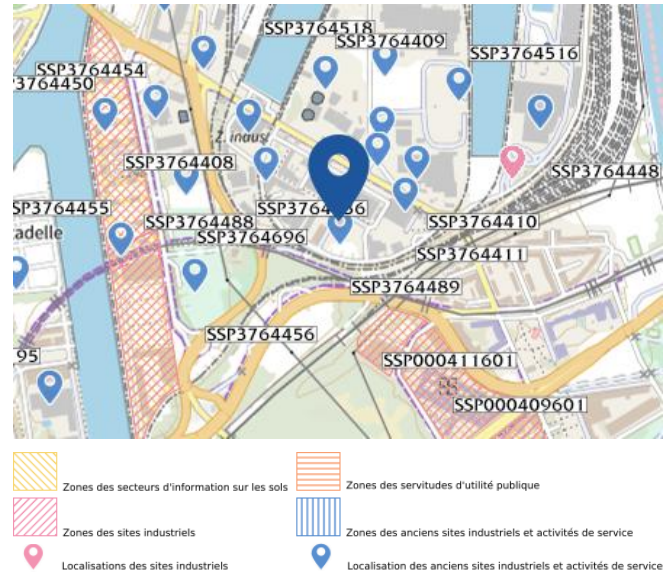 SSP3764518
SSP3764409
SSP3764516
SSP3764454
SSP3764450
Z. indust
SSP3764408
SSP3764448
SSP3764455
SSP3764488
SSP3764410
adelle
SSP3764696
SSP3764411
SSP3764489
SSP3764456
95
SSP000411601
SSP000409601
Zones des secteurs d'information sur les sols
Zones des servitudes d'utilité publique
Zones des sites industriels
Zones des anciens sites industriels et activités de service
Localisations des sites industriels
Localisation des anciens sites industriels et activités de service